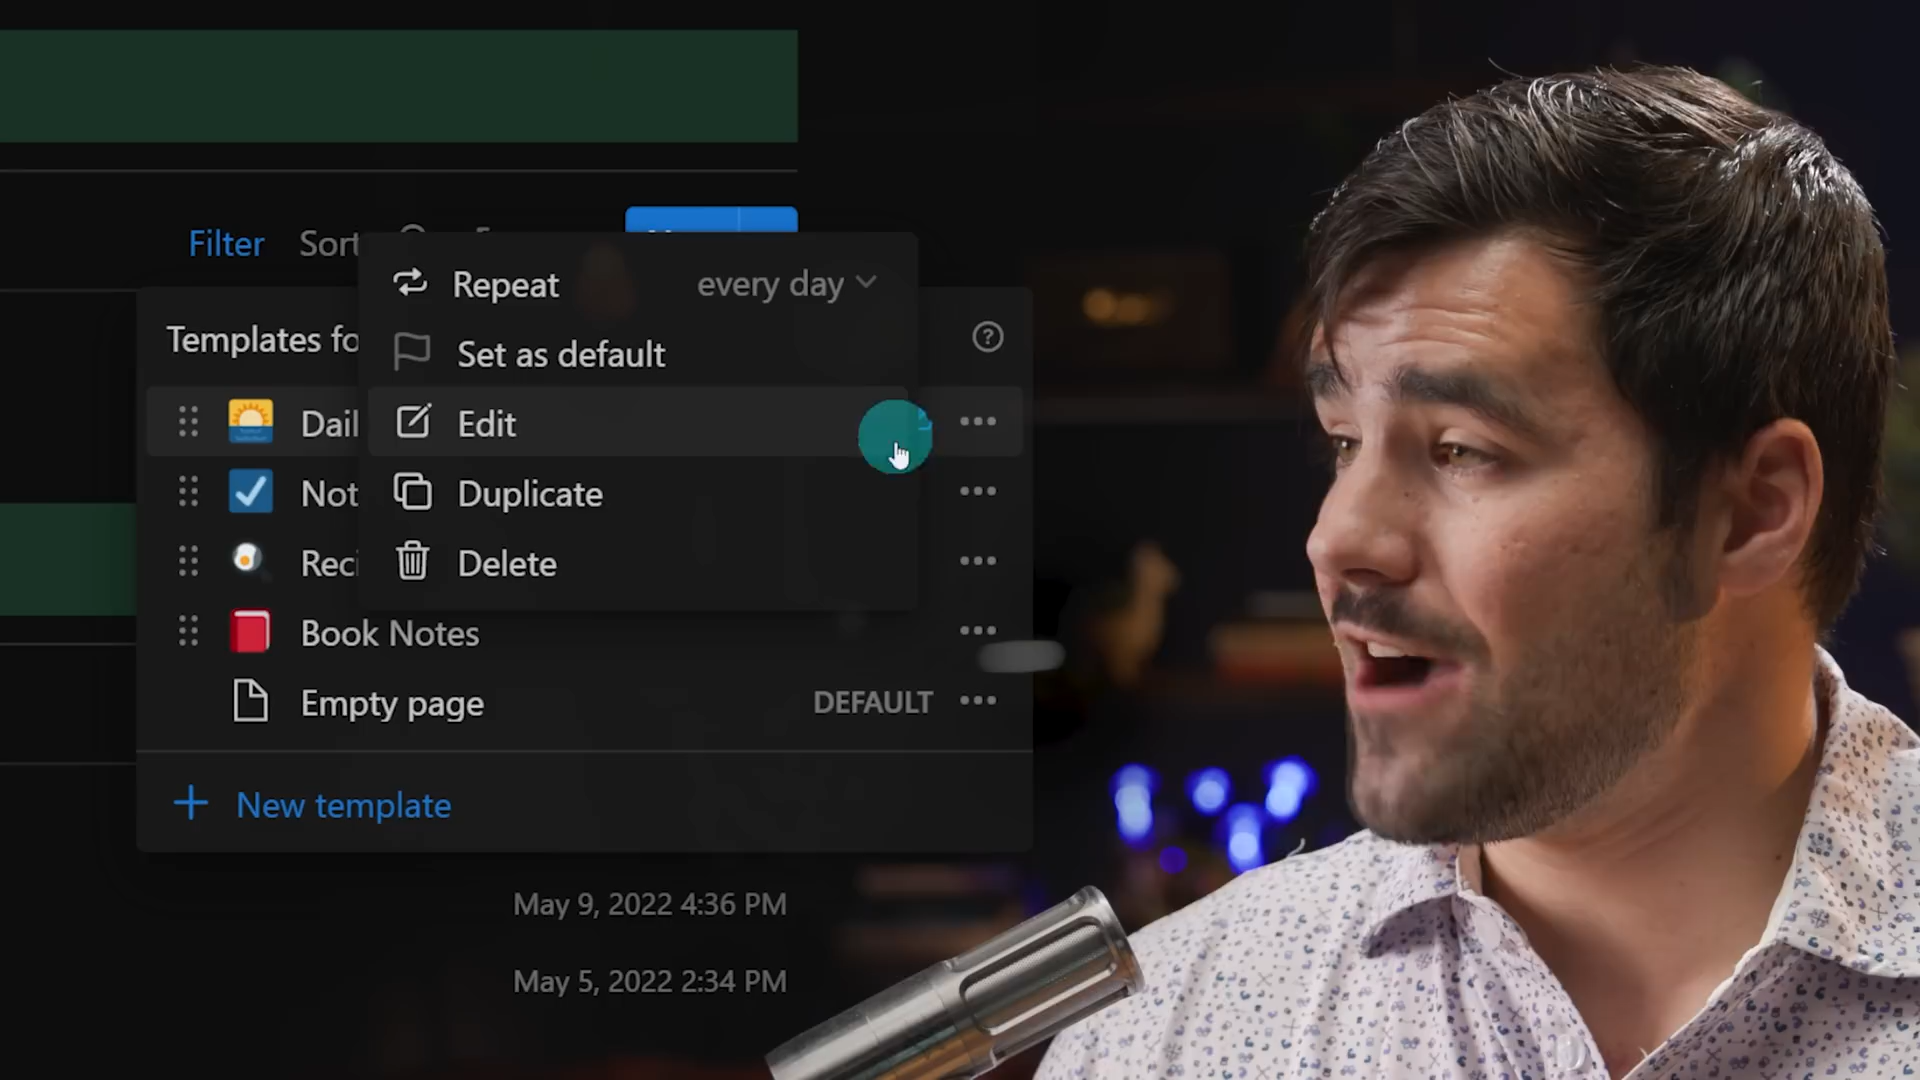 Filter Sort
Repeat every day
Templates fo
Set as default
Dail
Edit
Not
Duplicate
Reci
Delete
Book Notes
Empty page DEFAULT
New template
May 9, 2022 4:36 PM
May 5, 2022 2:34 PM